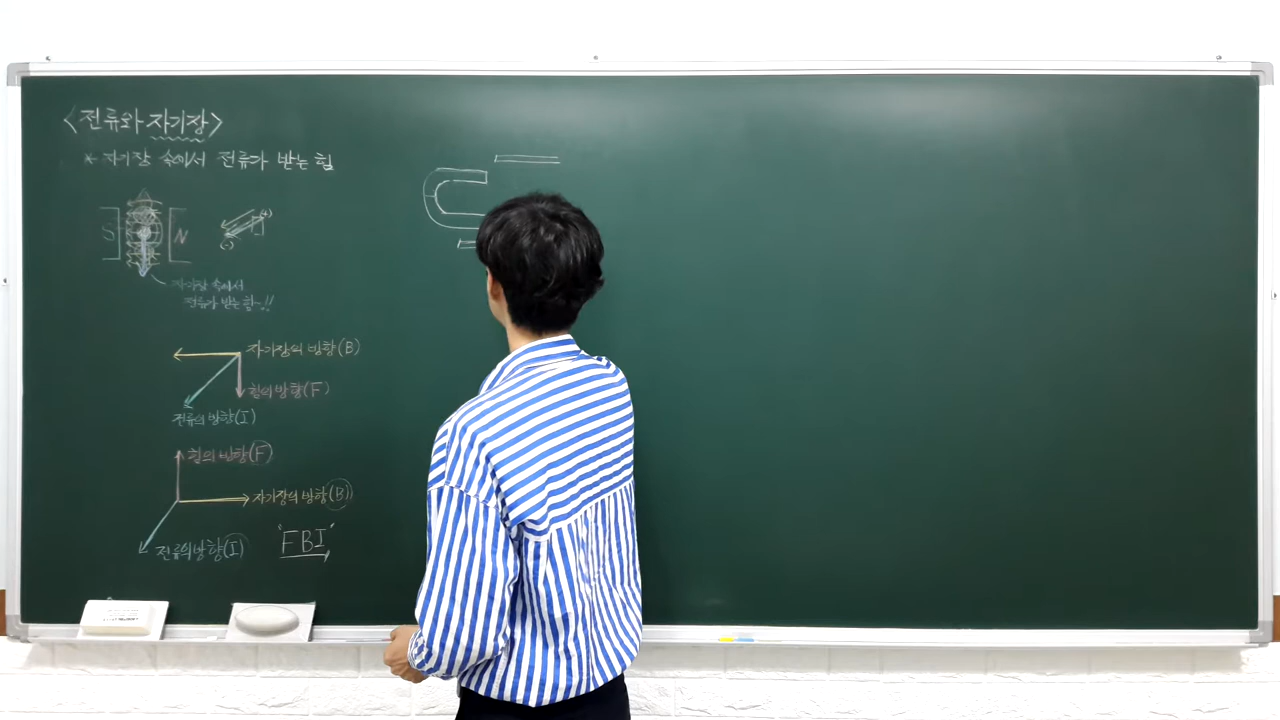 <전류와 자기장>
* 자기장 속에서 전류가 받는 힘
S N
(+)
(-)
자기장 속에서
전류가 받는 힘~!!
자기장의 방향(B)
힘의 방향(F)
전류의 방향(I)
힘의 방향(F)
자기장의 방향(B)
전류의 방향(I)
'FBI'